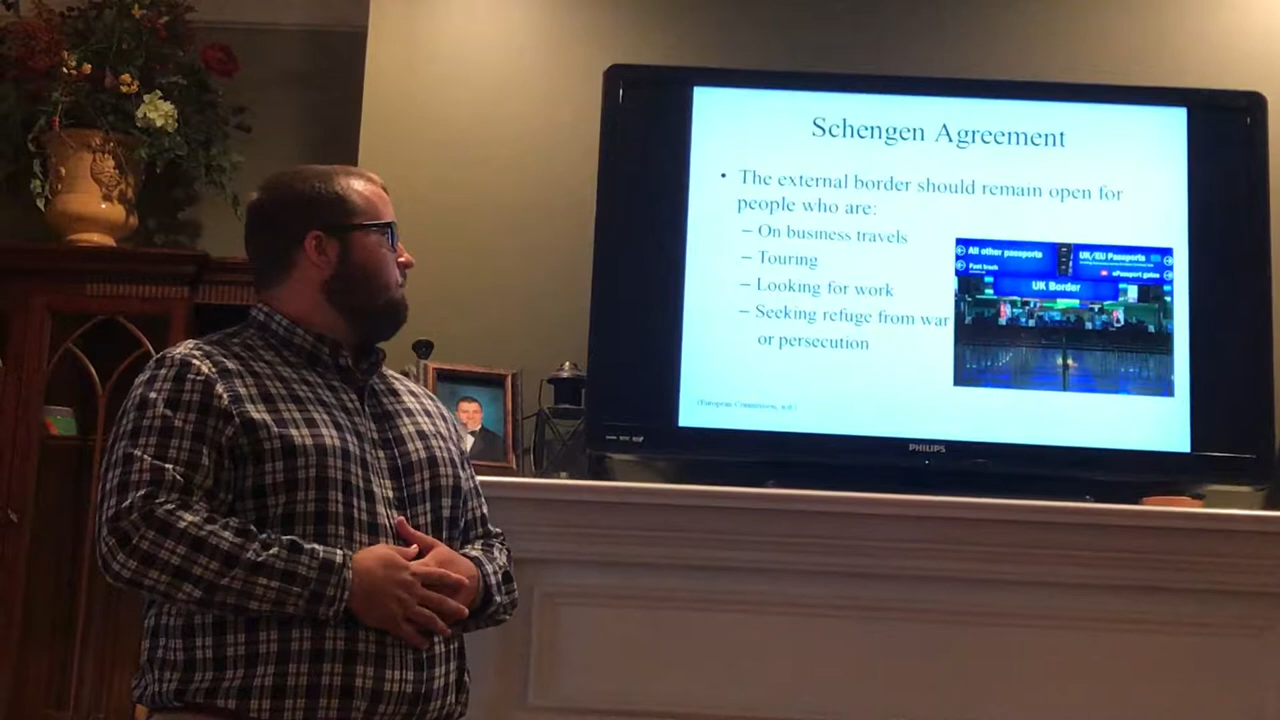 Schengen Agreement
• The external border should remain open for
people who are:
– On business travels
– Touring
– Looking for work
– Seeking refuge from war
or persecution
All other passports
Fast track
UK/EU Passports
ePassport gates
UK Border
(European Commission, n.d.)
PHILIPS